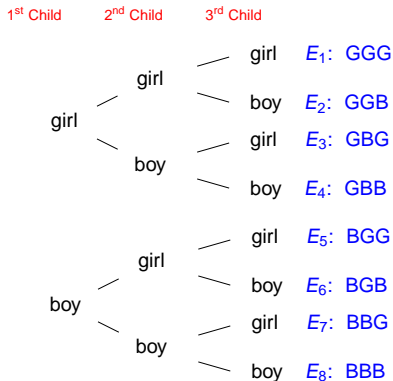 1st Child 2nd Child 3rd Child
girl E1: GGG
girl
boy E2: GGB
girl
girl E3: GBG
boy
boy E4: GBB
girl E5: BGG
girl
boy E6: BGB
boy
girl E7: BBG
boy
boy E8: BBB